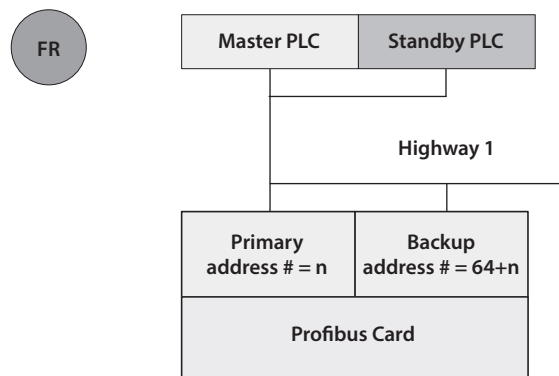 FR
Master PLC
Standby PLC
Highway 1
Primary
address # = n
Backup
address # = 64+n
Profibus Card